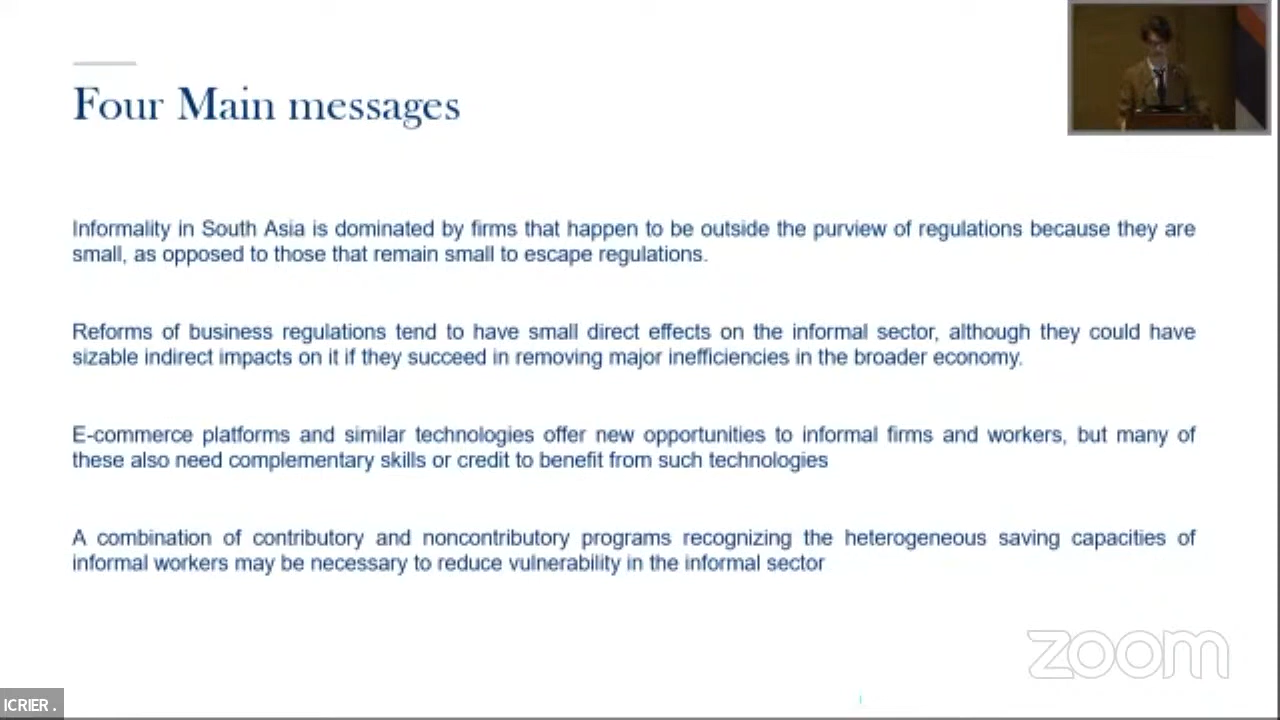 Four Main messages
Informality in South Asia is dominated by firms that happen to be outside the purview of regulations because they are
small, as opposed to those that remain small to escape regulations.
Reforms of business regulations tend to have small direct effects on the informal sector, although they could have
sizable indirect impacts on it if they succeed in removing major inefficiencies in the broader economy.
E-commerce platforms and similar technologies offer new opportunities to informal firms and workers, but many of
these also need complementary skills or credit to benefit from such technologies
A combination of contributory and noncontributory programs recognizing the heterogeneous saving capacities of
informal workers may be necessary to reduce vulnerability in the informal sector
zoom
ICRIER .